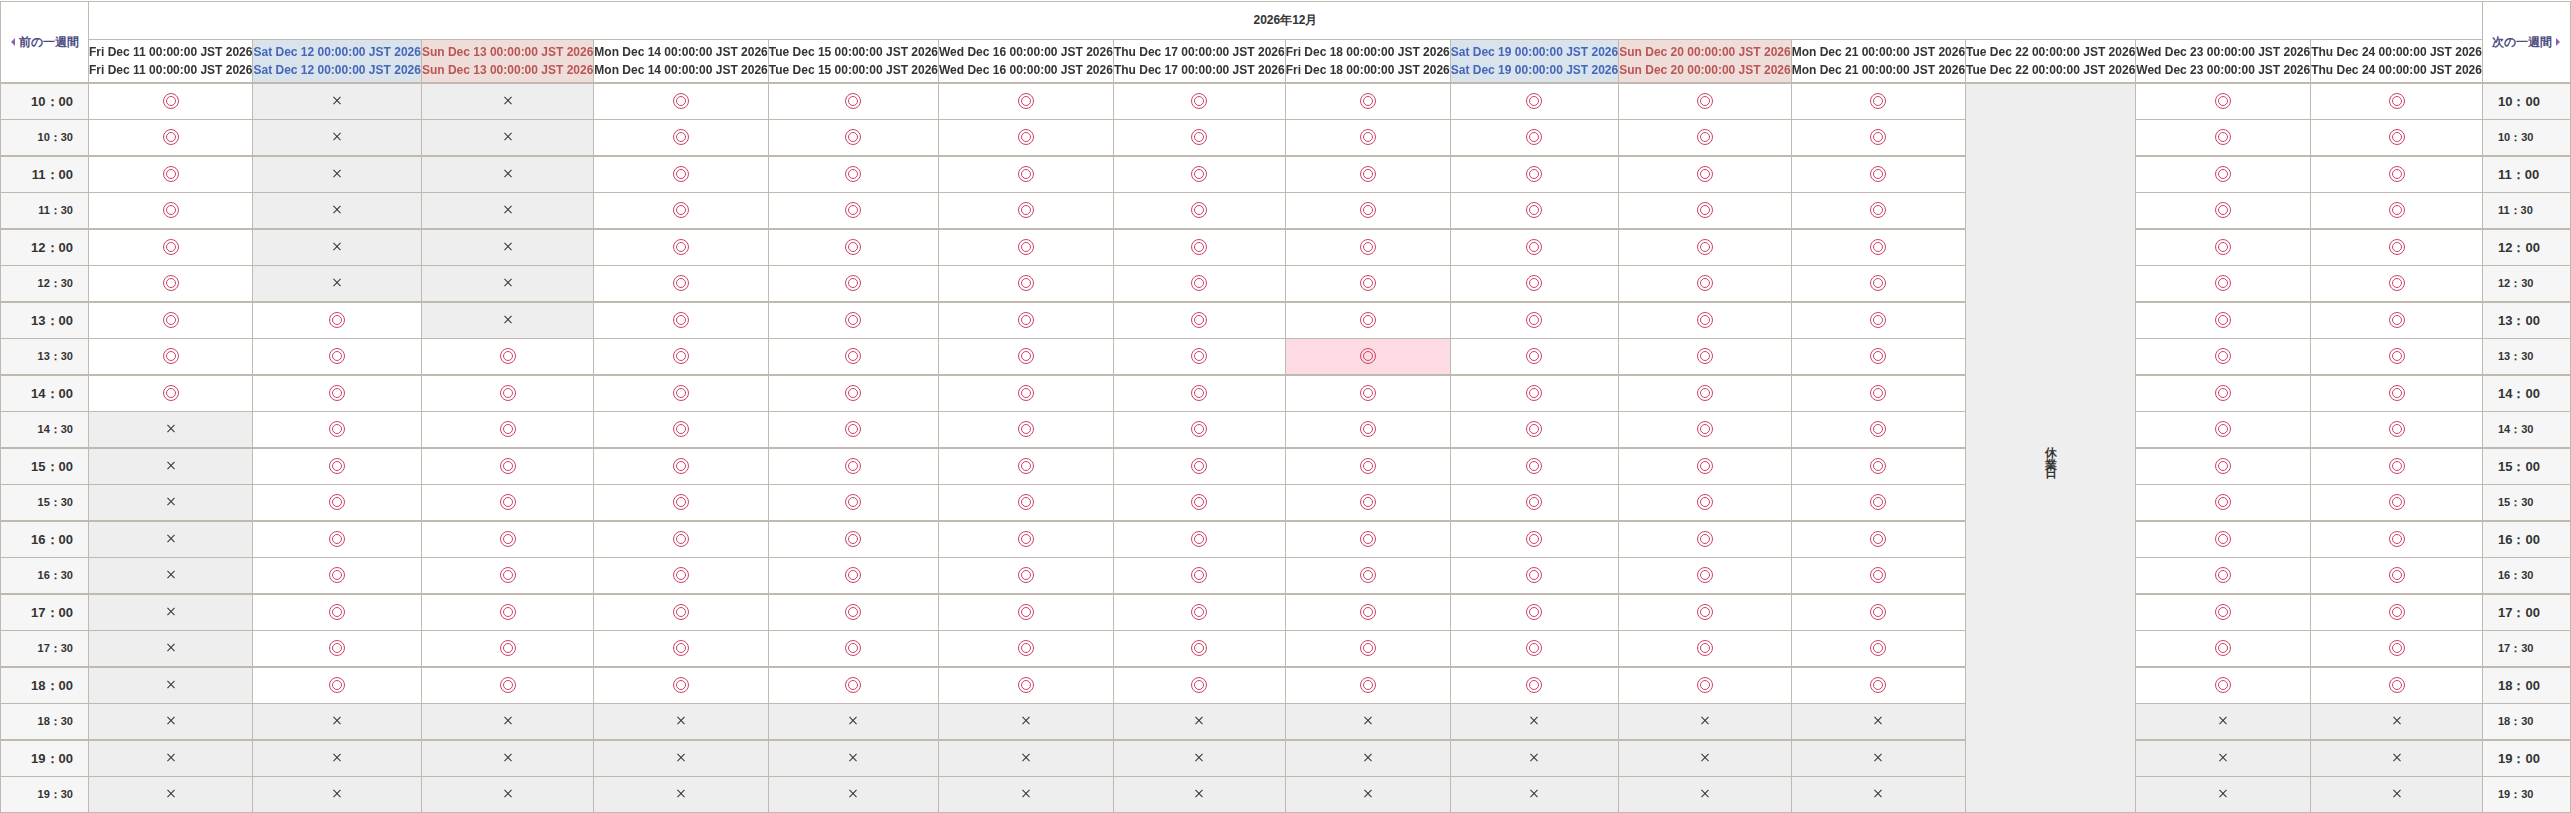 2026年12月
前の一週間
次の一週間
Fri Dec 11 00:00:00 JST 2026 Sat Dec 12 00:00:00 JST 2026 Sun Dec 13 00:00:00 JST 2026 Mon Dec 14 00:00:00 JST 2026 Tue Dec 15 00:00:00 JST 2026 Wed Dec 16 00:00:00 JST 2026 Thu Dec 17 00:00:00 JST 2026 Fri Dec 18 00:00:00 JST 2026 Sat Dec 19 00:00:00 JST 2026 Sun Dec 20 00:00:00 JST 2026 Mon Dec 21 00:00:00 JST 2026 Tue Dec 22 00:00:00 JST 2026 Wed Dec 23 00:00:00 JST 2026 Thu Dec 24 00:00:00 JST 2026
Fri Dec 11 00:00:00 JST 2026 Sat Dec 12 00:00:00 JST 2026 Sun Dec 13 00:00:00 JST 2026 Mon Dec 14 00:00:00 JST 2026 Tue Dec 15 00:00:00 JST 2026 Wed Dec 16 00:00:00 JST 2026 Thu Dec 17 00:00:00 JST 2026 Fri Dec 18 00:00:00 JST 2026 Sat Dec 19 00:00:00 JST 2026 Sun Dec 20 00:00:00 JST 2026 Mon Dec 21 00:00:00 JST 2026 Tue Dec 22 00:00:00 JST 2026 Wed Dec 23 00:00:00 JST 2026 Thu Dec 24 00:00:00 JST 2026
10：00 ◎ × × ◎ ◎ ◎ ◎ ◎ ◎ ◎ ◎ ◎ ◎ 10：00
10：30 ◎ × × ◎ ◎ ◎ ◎ ◎ ◎ ◎ ◎ ◎ ◎ 10：30
11：00 ◎ × × ◎ ◎ ◎ ◎ ◎ ◎ ◎ ◎ ◎ ◎ 11：00
11：30 ◎ × × ◎ ◎ ◎ ◎ ◎ ◎ ◎ ◎ ◎ ◎ 11：30
12：00 ◎ × × ◎ ◎ ◎ ◎ ◎ ◎ ◎ ◎ ◎ ◎ 12：00
12：30 ◎ × × ◎ ◎ ◎ ◎ ◎ ◎ ◎ ◎ ◎ ◎ 12：30
13：00 ◎ ◎ × ◎ ◎ ◎ ◎ ◎ ◎ ◎ ◎ ◎ ◎ 13：00
13：30 ◎ ◎ ◎ ◎ ◎ ◎ ◎ ◎ ◎ ◎ ◎ ◎ ◎ 13：30
14：00 ◎ ◎ ◎ ◎ ◎ ◎ ◎ ◎ ◎ ◎ ◎ ◎ ◎ 14：00
14：30 × ◎ ◎ ◎ ◎ ◎ ◎ ◎ ◎ ◎ ◎ ◎ ◎ 14：30
休業日
15：00 × ◎ ◎ ◎ ◎ ◎ ◎ ◎ ◎ ◎ ◎ ◎ ◎ 15：00
15：30 × ◎ ◎ ◎ ◎ ◎ ◎ ◎ ◎ ◎ ◎ ◎ ◎ 15：30
16：00 × ◎ ◎ ◎ ◎ ◎ ◎ ◎ ◎ ◎ ◎ ◎ ◎ 16：00
16：30 × ◎ ◎ ◎ ◎ ◎ ◎ ◎ ◎ ◎ ◎ ◎ ◎ 16：30
17：00 × ◎ ◎ ◎ ◎ ◎ ◎ ◎ ◎ ◎ ◎ ◎ ◎ 17：00
17：30 × ◎ ◎ ◎ ◎ ◎ ◎ ◎ ◎ ◎ ◎ ◎ ◎ 17：30
18：00 × ◎ ◎ ◎ ◎ ◎ ◎ ◎ ◎ ◎ ◎ ◎ ◎ 18：00
18：30 × × × × × × × × × × × × × 18：30
19：00 × × × × × × × × × × × × × 19：00
19：30 × × × × × × × × × × × × × 19：30